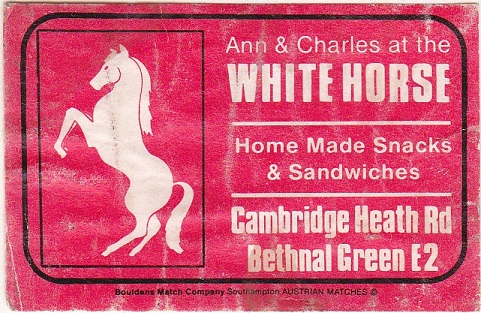 Ann & Charles at the
WHITE HORSE
Home Made Snacks
& Sandwiches
Cambridge Heath Rd
Bethnal Green E2
Bouldens Match Company Southampton AUSTRIAN MATCHES ©